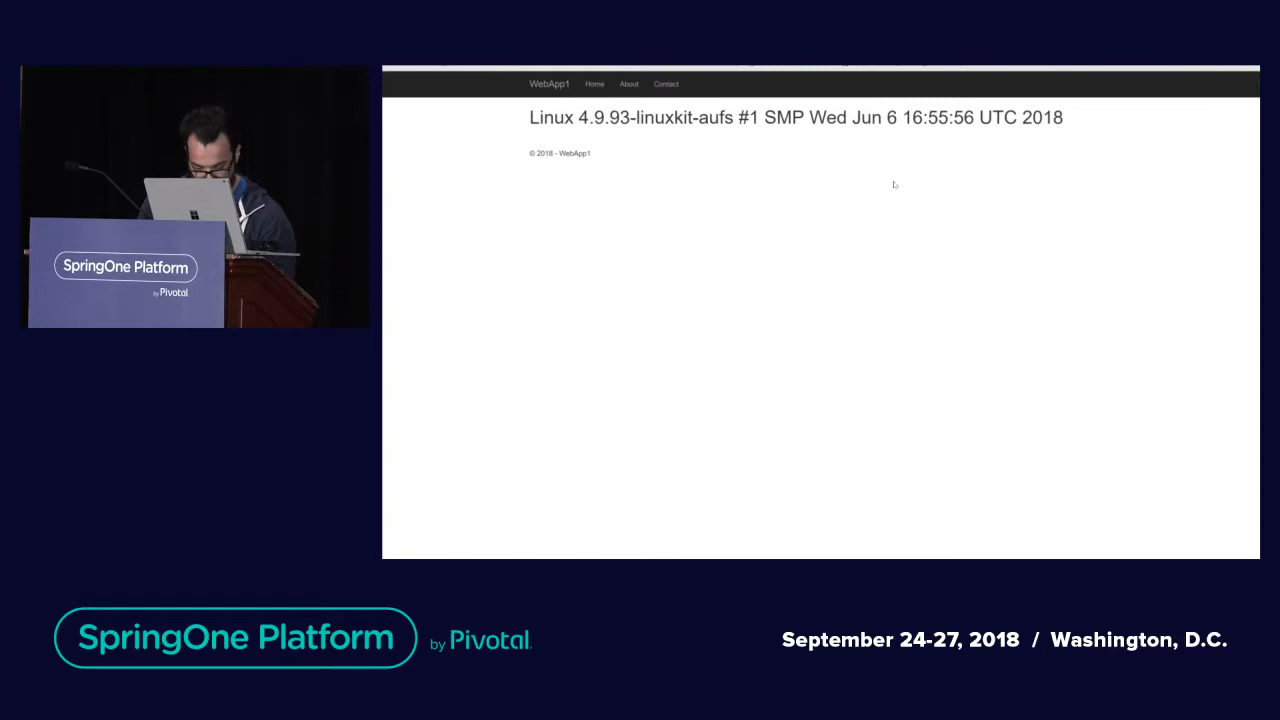 WebApp1 Home About Contact
Linux 4.9.93-linuxkit-aufs #1 SMP Wed Jun 6 16:55:56 UTC 2018
© 2018 - WebApp1
SpringOne Platform
by Pivotal
SpringOne Platform by Pivotal.
September 24-27, 2018 / Washington, D.C.